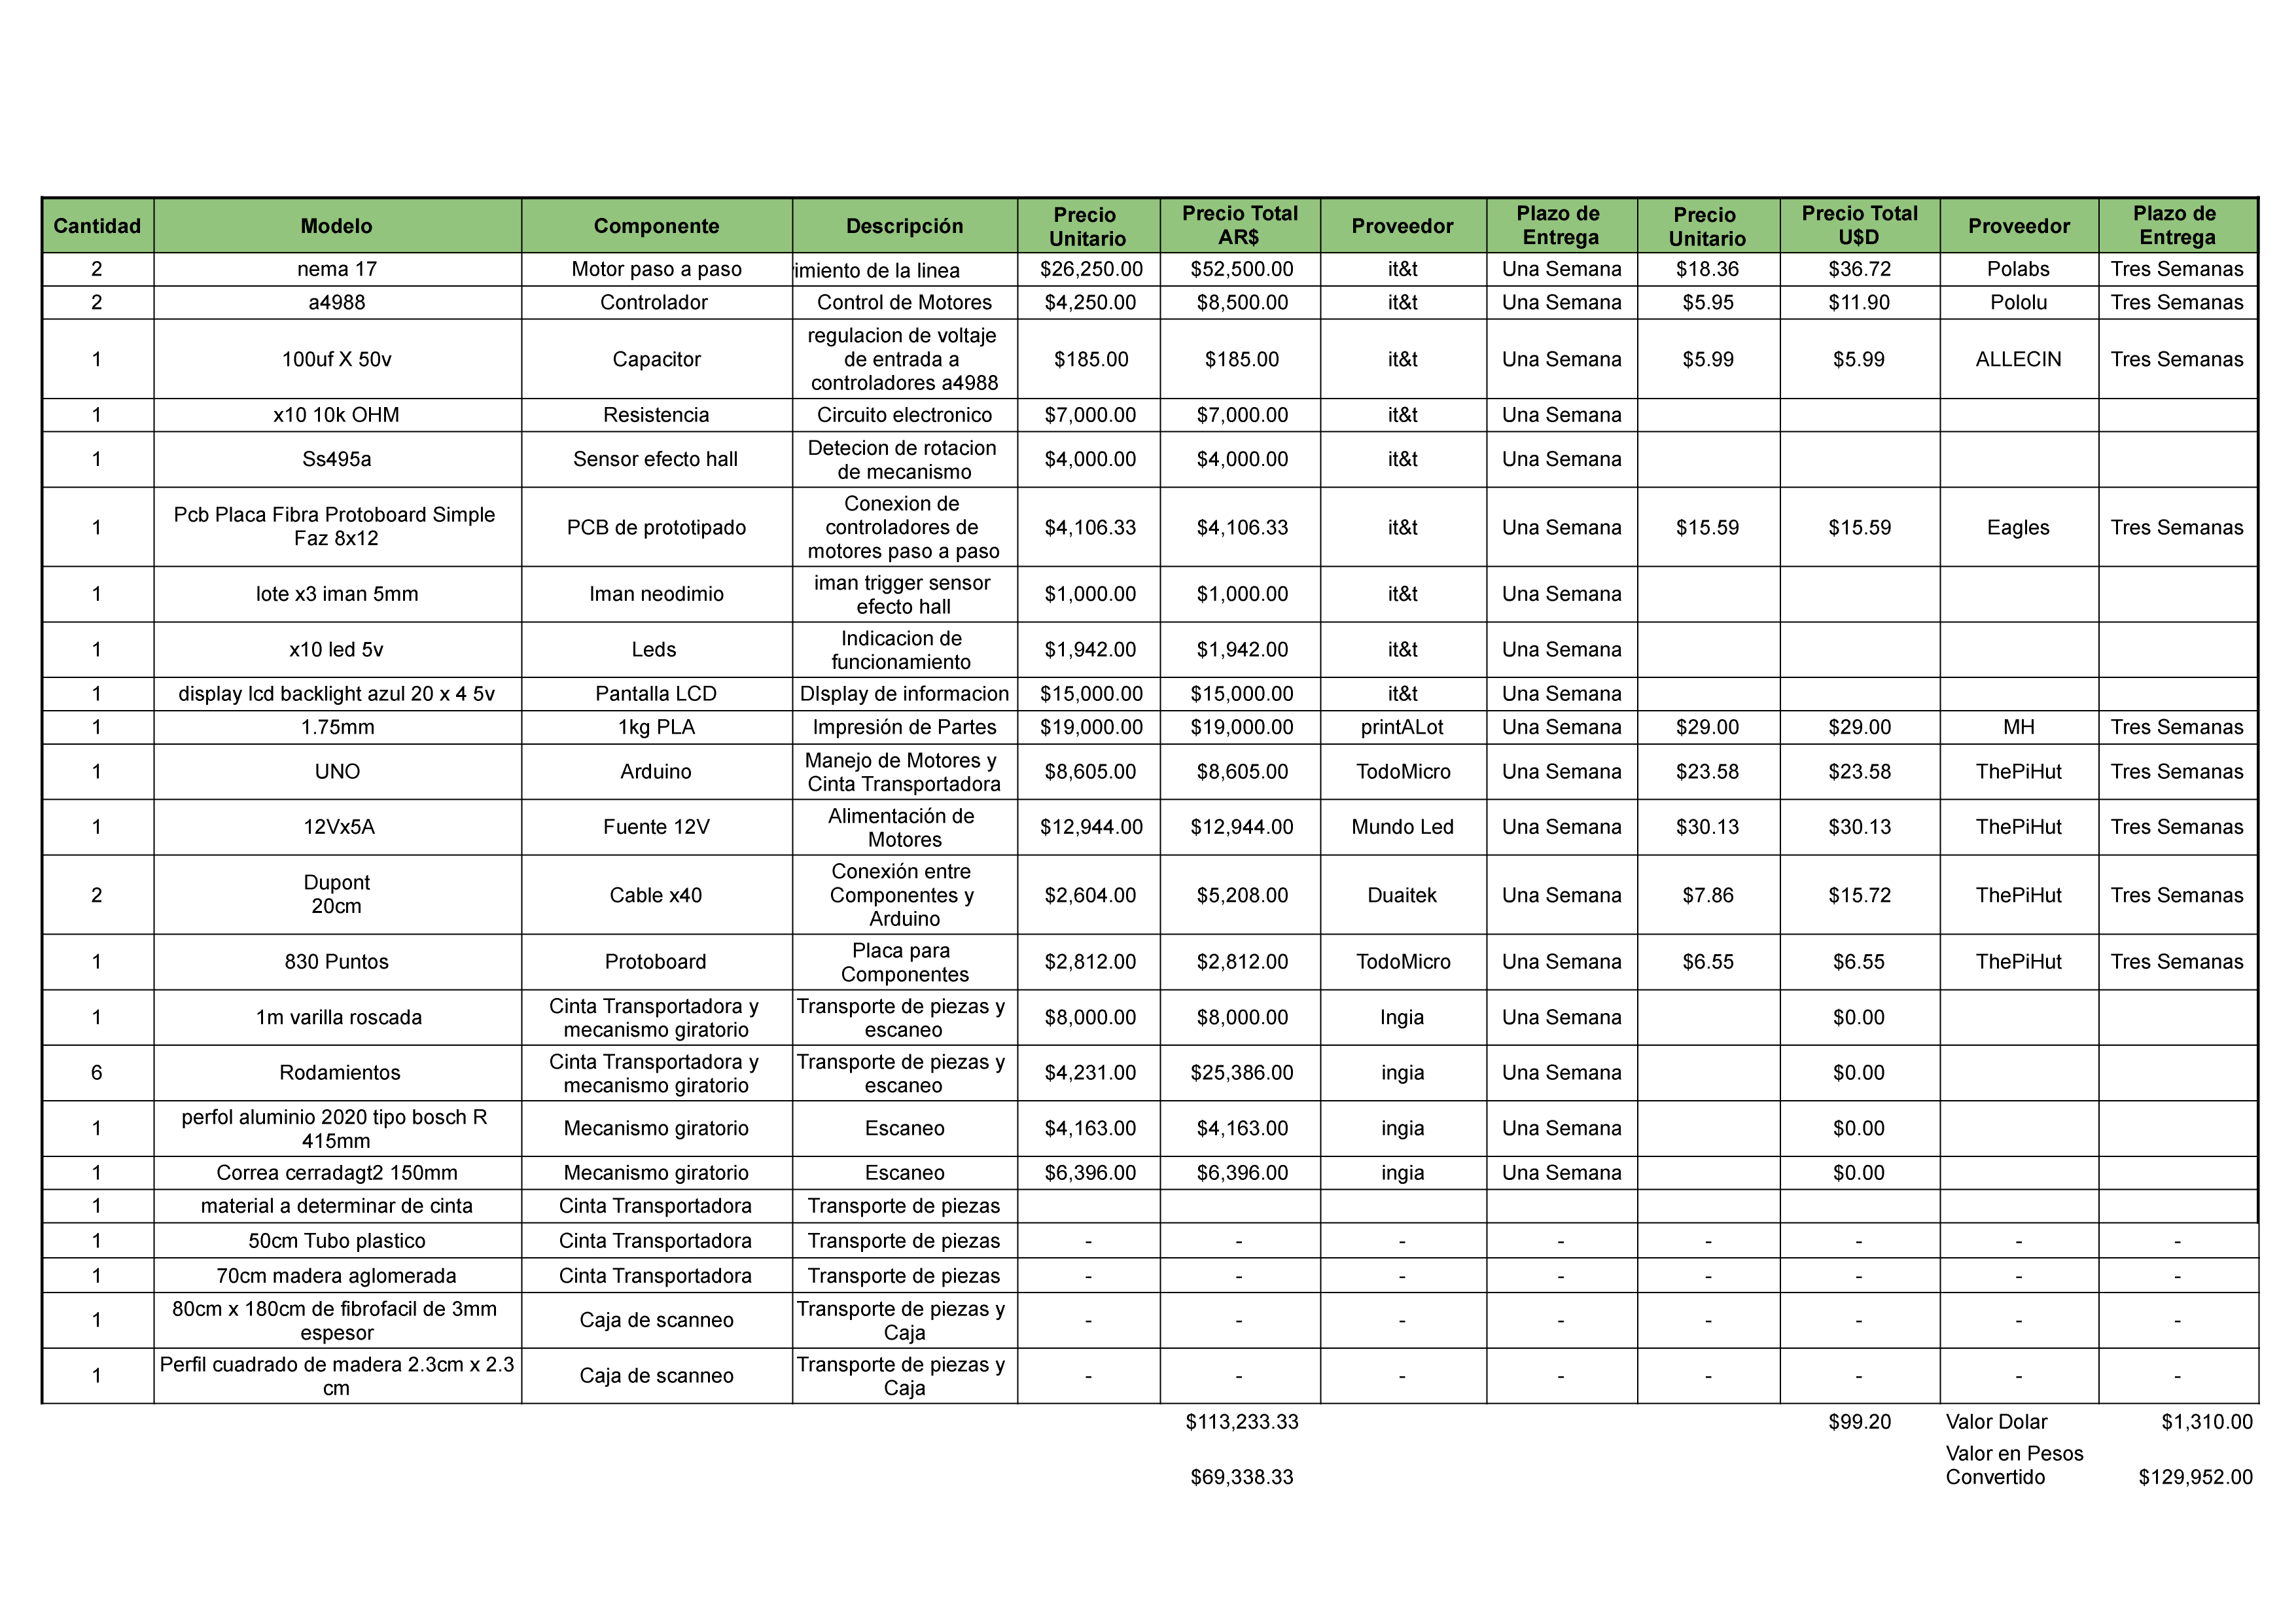 Cantidad Modelo Componente Descripción Precio Unitario Precio Total AR$ Proveedor Plazo de Entrega Precio Unitario Precio Total U$D Proveedor Plazo de Entrega
2 nema 17 Motor paso a paso de la linea $26,250.00 $52,500.00 it&t Una Semana $18.36 $36.72 Polabs Tres Semanas
2 a4988 Controlador Control de Motores $4,250.00 $8,500.00 it&t Una Semana $5.95 $11.90 Pololu Tres Semanas
1 100uf X 50v Capacitor regulacion de voltaje de entrada a controladores a4988 $185.00 $185.00 it&t Una Semana $5.99 $5.99 ALLECIN Tres Semanas
1 x10 10k OHM Resistencia Circuito electronico $7,000.00 $7,000.00 it&t Una Semana
1 Ss495a Sensor efecto hall Detecion de rotacion de mecanismo $4,000.00 $4,000.00 it&t Una Semana
1 Pcb Placa Fibra Protoboard Simple Faz 8x12 PCB de prototipado Conexion de controladores de motores paso a paso $4,106.33 $4,106.33 it&t Una Semana $15.59 $15.59 Eagles Tres Semanas
1 lote x3 iman 5mm Iman neodimio iman trigger sensor efecto hall $1,000.00 $1,000.00 it&t Una Semana
1 x10 led 5v Leds Indicacion de funcionamiento $1,942.00 $1,942.00 it&t Una Semana
1 display lcd backlight azul 20 x 4 5v Pantalla LCD DIsplay de informacion $15,000.00 $15,000.00 it&t Una Semana
1 1.75mm 1kg PLA Impresión de Partes $19,000.00 $19,000.00 printALot Una Semana $29.00 $29.00 MH Tres Semanas
1 UNO Arduino Manejo de Motores y Cinta Transportadora $8,605.00 $8,605.00 TodoMicro Una Semana $23.58 $23.58 ThePiHut Tres Semanas
1 12Vx5A Fuente 12V Alimentación de Motores $12,944.00 $12,944.00 Mundo Led Una Semana $30.13 $30.13 ThePiHut Tres Semanas
2 Dupont 20cm Cable x40 Conexión entre Componentes y Arduino $2,604.00 $5,208.00 Duaitek Una Semana $7.86 $15.72 ThePiHut Tres Semanas
1 830 Puntos Protoboard Placa para Componentes $2,812.00 $2,812.00 TodoMicro Una Semana $6.55 $6.55 ThePiHut Tres Semanas
1 1m varilla roscada Cinta Transportadora y mecanismo giratorio Transporte de piezas y escaneo $8,000.00 $8,000.00 Ingia Una Semana $0.00
6 Rodamientos Cinta Transportadora y mecanismo giratorio Transporte de piezas y escaneo $4,231.00 $25,386.00 ingia Una Semana $0.00
1 perfol aluminio 2020 tipo bosch R 415mm Mecanismo giratorio Escaneo $4,163.00 $4,163.00 ingia Una Semana $0.00
1 Correa cerradagt2 150mm Mecanismo giratorio Escaneo $6,396.00 $6,396.00 ingia Una Semana $0.00
1 material a determinar de cinta Cinta Transportadora Transporte de piezas
1 50cm Tubo plastico Cinta Transportadora Transporte de piezas - - - - - - - -
1 70cm madera aglomerada Cinta Transportadora Transporte de piezas - - - - - - - -
1 80cm x 180cm de fibrofacil de 3mm espesor Caja de scanneo Transporte de piezas y Caja - - - - - - - -
1 Perfil cuadrado de madera 2.3cm x 2.3 cm Caja de scanneo Transporte de piezas y Caja - - - - - - - -
$113,233.33 $99.20 Valor Dolar $1,310.00
$69,338.33 Valor en Pesos Convertido $129,952.00